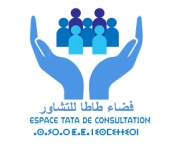 فضاء طاطا للتشاور
ESPACE TATA DE CONSULTATION